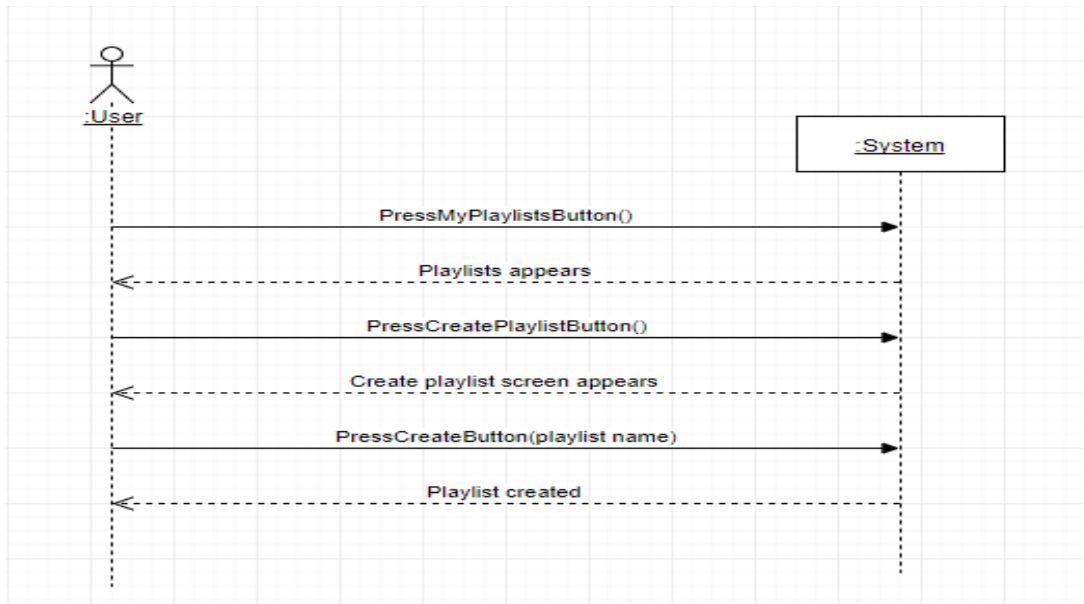 :User
:System
PressMyPlaylistsButton()
Playlists appears
PressCreatePlaylistButton()
Create playlist screen appears
PressCreateButton(playlist name)
Playlist created